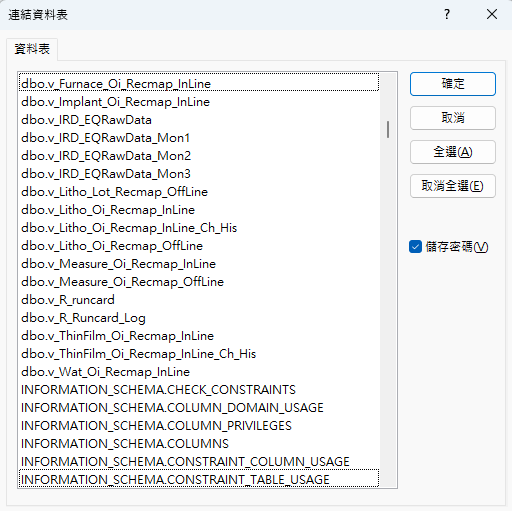 連結資料表
資料表
dbo.v_Furnace_Oi_Recmap_InLine
dbo.v_Implant_Oi_Recmap_InLine
dbo.v_IRD_EQRawData
dbo.v_IRD_EQRawData_Mon1
dbo.v_IRD_EQRawData_Mon2
dbo.v_IRD_EQRawData_Mon3
dbo.v_Litho_Lot_Recmap_OffLine
dbo.v_Litho_Oi_Recmap_InLine
dbo.v_Litho_Oi_Recmap_InLine_Ch_His
dbo.v_Litho_Oi_Recmap_OffLine
dbo.v_Measure_Oi_Recmap_InLine
dbo.v_Measure_Oi_Recmap_OffLine
dbo.v_R_runcard
dbo.v_R_Runcard_Log
dbo.v_ThinFilm_Oi_Recmap_InLine
dbo.v_ThinFilm_Oi_Recmap_InLine_Ch_His
dbo.v_Wat_Oi_Recmap_InLine
INFORMATION_SCHEMA.CHECK_CONSTRAINTS
INFORMATION_SCHEMA.COLUMN_DOMAIN_USAGE
INFORMATION_SCHEMA.COLUMN_PRIVILEGES
INFORMATION_SCHEMA.COLUMNS
INFORMATION_SCHEMA.CONSTRAINT_COLUMN_USAGE
INFORMATION_SCHEMA.CONSTRAINT_TABLE_USAGE
確定
取消
全選(A)
取消全選(E)
儲存密碼(V)